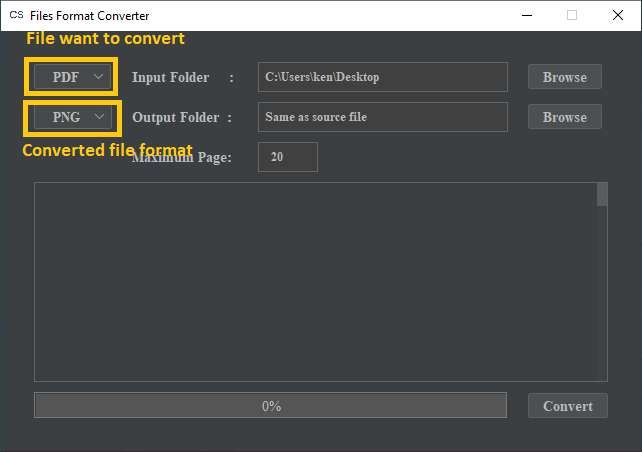 CS Files Format Converter
File want to convert
PDF Input Folder : C:\Users\ken\Desktop Browse
PNG Output Folder : Same as source file Browse
Converted file format
Maximum Page: 20
0% Convert